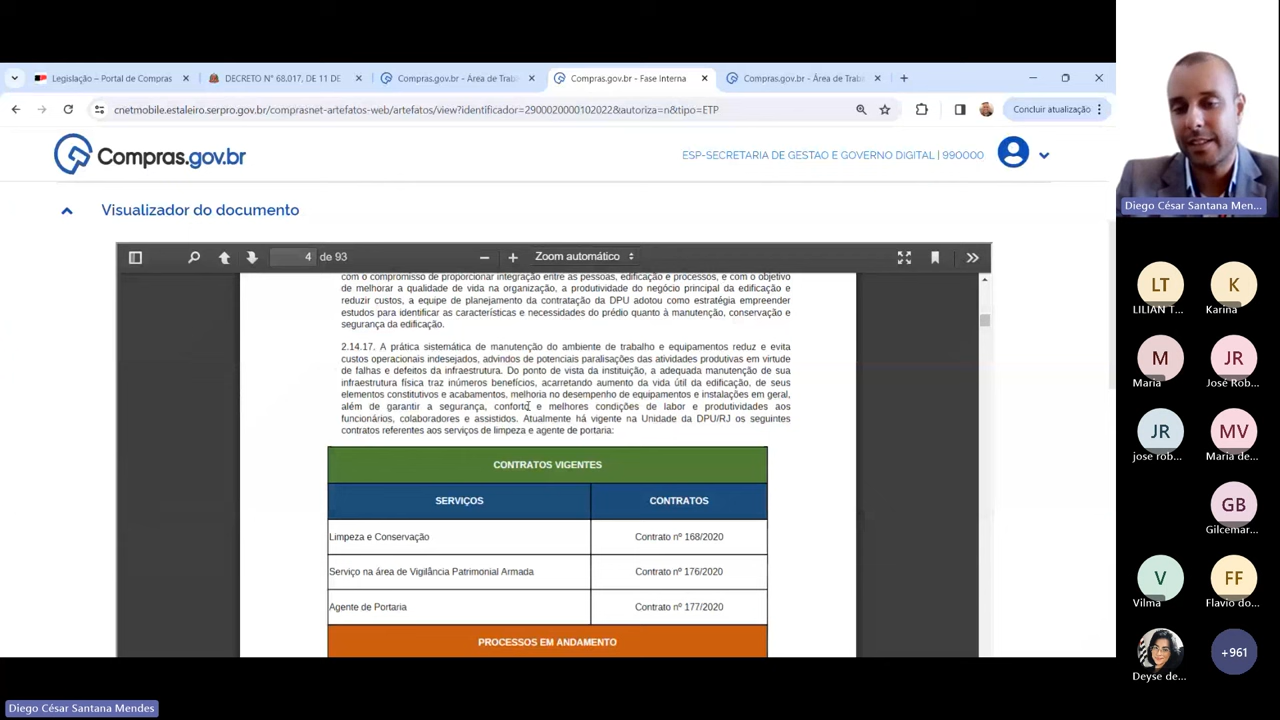 Legislação – Portal de Compras
DECRETO N° 68.017, DE 11 DE
Compras.gov.br - Área de Trab
Compras.gov.br - Fase Interna
Compras.gov.br - Área de Trab
cnetmobile.estaleiro.serpro.gov.br/comprasnet-artefatos-web/artefatos/view?identificador=2900020000102022&autoriza=n&tipo=ETP
Concluir atualização
Compras.gov.br
ESP-SECRETARIA DE GESTAO E GOVERNO DIGITAL | 990000
Visualizador do documento
4 de 93
Zoom automático
com o compromisso de proporcionar integração entre as pessoas, edificação e processos, e com o objetivo
de melhorar a qualidade de vida na organização, a produtividade do negócio principal da edificação e
reduzir custos, a equipe de planejamento da contratação da DPU adotou como estratégia empreender
estudos para identificar as características e necessidades do prédio quanto à manutenção, conservação e
segurança da edificação.
2.14.17. A prática sistemática de manutenção do ambiente de trabalho e equipamentos reduz e evita
custos operacionais indesejados, advindos de potenciais paralisações das atividades produtivas em virtude
de falhas e defeitos da infraestrutura. Do ponto de vista da instituição, a adequada manutenção de sua
infraestrutura física traz inúmeros benefícios, acarretando aumento da vida útil da edificação, de seus
elementos constitutivos e acabamentos, melhoria no desempenho de equipamentos e instalações em geral,
além de garantir a segurança, conforto e melhores condições de labor e produtividades aos
funcionários, colaboradores e assistidos. Atualmente há vigente na Unidade da DPU/RJ os seguintes
contratos referentes aos serviços de limpeza e agente de portaria:
CONTRATOS VIGENTES
SERVIÇOS CONTRATOS
Limpeza e Conservação Contrato nº 168/2020
Serviço na área de Vigilância Patrimonial Armada Contrato nº 176/2020
Agente de Portaria Contrato nº 177/2020
PROCESSOS EM ANDAMENTO
Diego César Santana Men...
LT K
LILIAN T... Karina
M JR
Maria José Rob...
JR MV
jose rob... Maria de...
GB
Gilcemar...
V FF
Vilma Flavio do...
+961
Deyse de...
Diego César Santana Mendes